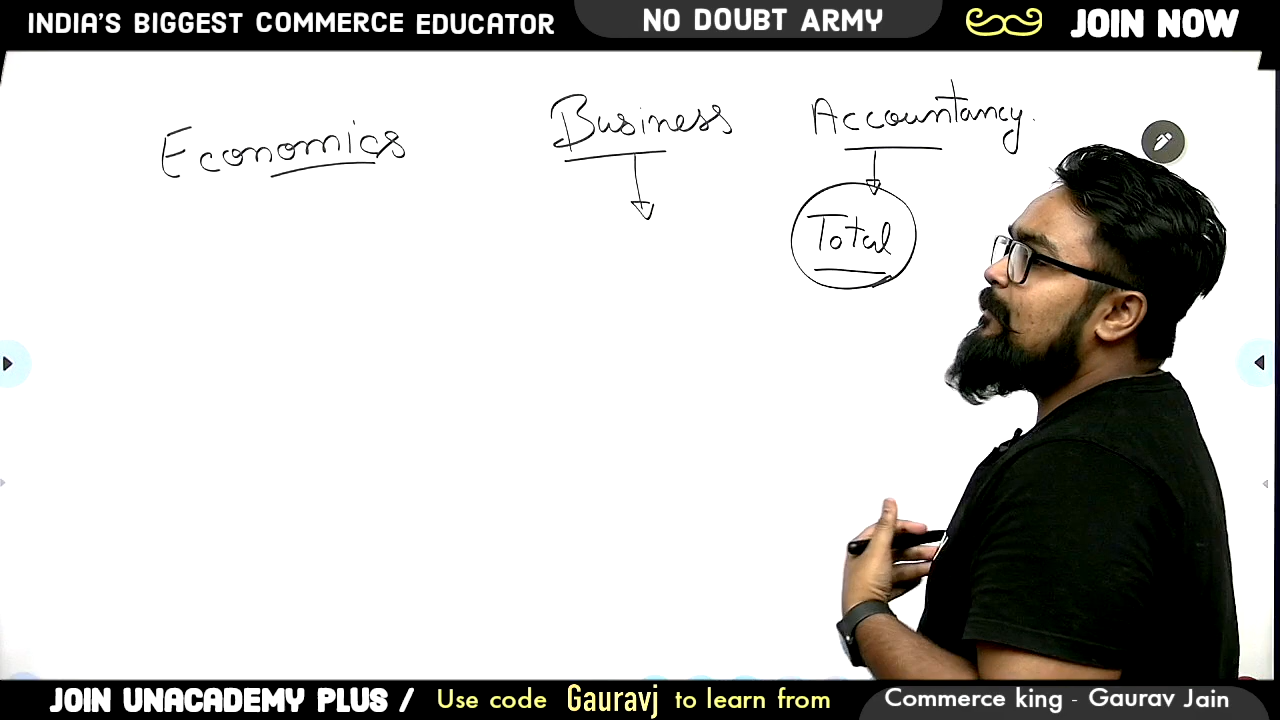 INDIA'S BIGGEST COMMERCE EDUCATOR
NO DOUBT ARMY
JOIN NOW
Economics
Business
Accountancy.
Total
JOIN UNACADEMY PLUS /
Use code Gauravj to learn from
Commerce king - Gaurav Jain